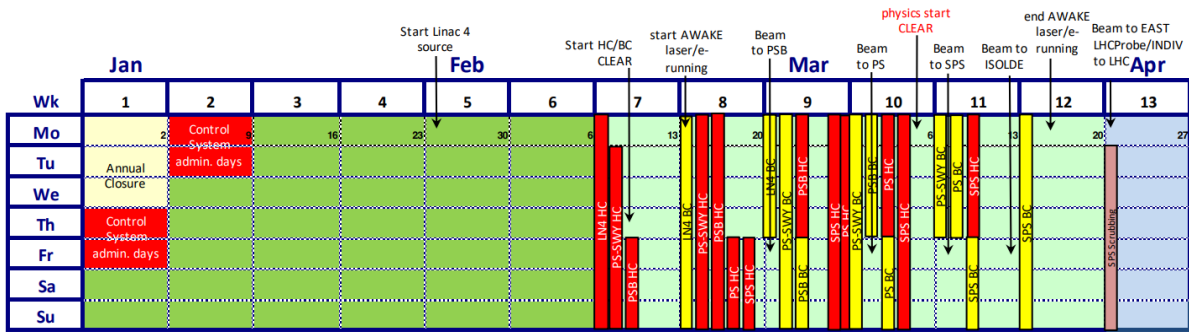 physics start
CLEAR
end AWAKE
laser/e-
running
Beam to EAST
LHCProbe/INDIV
to LHC
Start Linac 4
source
Start HC/BC
CLEAR
start AWAKE
laser/e-
running
Beam
to PSB
Beam
to PS
Beam
to SPS
Beam to
ISOLDE
Jan Feb Mar Apr
Wk 1 2 3 4 5 6 7 8 9 10 11 12 13
Mo 2 9 16 23 30 6 13 20 6 13 20 27
Tu
We
Th
Fr
Sa
Su
Annual
Closure
Control
System
admin. days
Control
System
admin. days
LN4 HC
PS-SWY HC
PSB HC
LN4 BC
PS-SWY HC
PSB HC
PS HC
SPS HC
LN4 BC
PS-SWY BC
PSB HC
PSB BC
SPS HC
PS-SWY BC
PSB BC
PS HC
PS BC
SPS HC
PS-SWY BC
PS BC
SPS HC
SPS BC
SPS BC
SPS Scrubbing